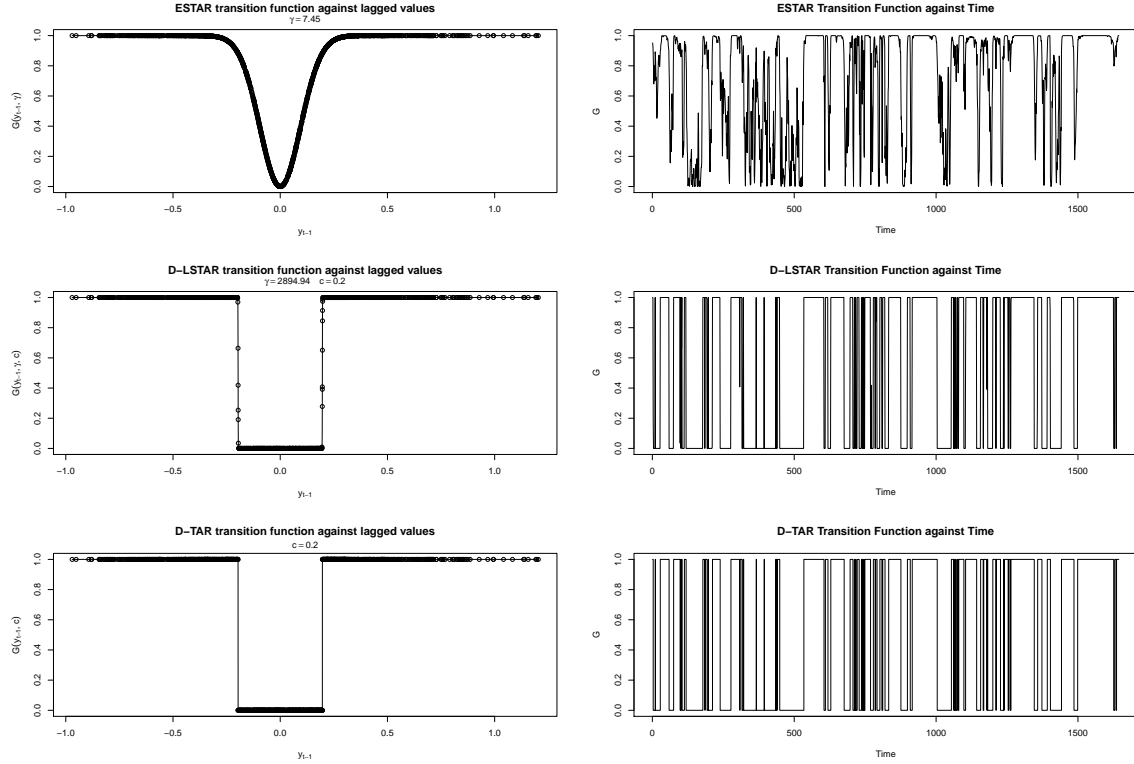 ESTAR transition function against lagged values
γ = 7.45
G(yt−1, γ)
0.0 0.2 0.4 0.6 0.8 1.0
−1.0 −0.5 0.0 0.5 1.0
yt−1
ESTAR Transition Function against Time
G
0.0 0.2 0.4 0.6 0.8 1.0
0 500 1000 1500
Time
D−LSTAR transition function against lagged values
γ = 2894.94 c = 0.2
G(yt−1, γ, c)
0.0 0.2 0.4 0.6 0.8 1.0
−1.0 −0.5 0.0 0.5 1.0
yt−1
D−LSTAR Transition Function against Time
G
0.0 0.2 0.4 0.6 0.8 1.0
0 500 1000 1500
Time
D−TAR transition function against lagged values
c = 0.2
G(yt−1, c)
0.0 0.2 0.4 0.6 0.8 1.0
−1.0 −0.5 0.0 0.5 1.0
yt−1
D−TAR Transition Function against Time
G
0.0 0.2 0.4 0.6 0.8 1.0
0 500 1000 1500
Time